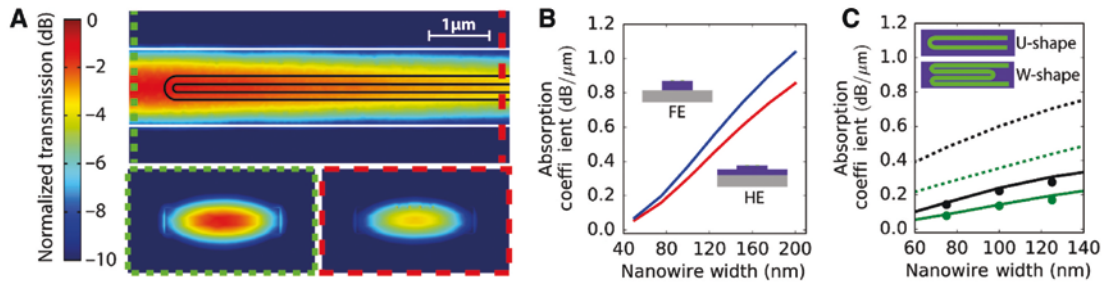 A
Normalized transmission (dB)
0
−2
−4
−6
−8
−10
1μm
B
Absorption
coeffi ient (dB/μm)
1.2
1.0
0.8
0.6
0.4
0.2
0.0
FE
HE
40 80 120 160 200
Nanowire width (nm)
C
Absorption
coeffi ient (dB/μm)
1.2
1.0
0.8
0.6
0.4
0.2
0.0
U-shape
W-shape
60 80 100 120 140
Nanowire width (nm)